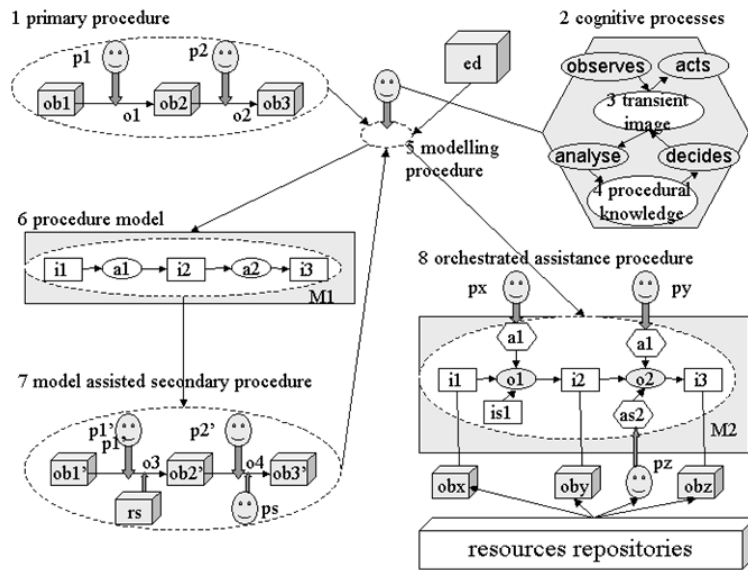 1 primary procedure
p1
p2
ob1
o1
ob2
o2
ob3
ed
2 cognitive processes
observes
acts
3 transient
image
analyse
decides
4 procedural
knowledge
5 modelling
procedure
6 procedure model
i1
a1
i2
a2
i3
M1
7 model assisted secondary procedure
p1'
p1'
p2'
ob1'
o3
ob2'
o4
ob3'
rs
ps
8 orchestrated assistance procedure
px
py
a1
a1
i1
o1
i2
o2
i3
is1
as2
M2
obx
oby
pz
obz
resources repositories